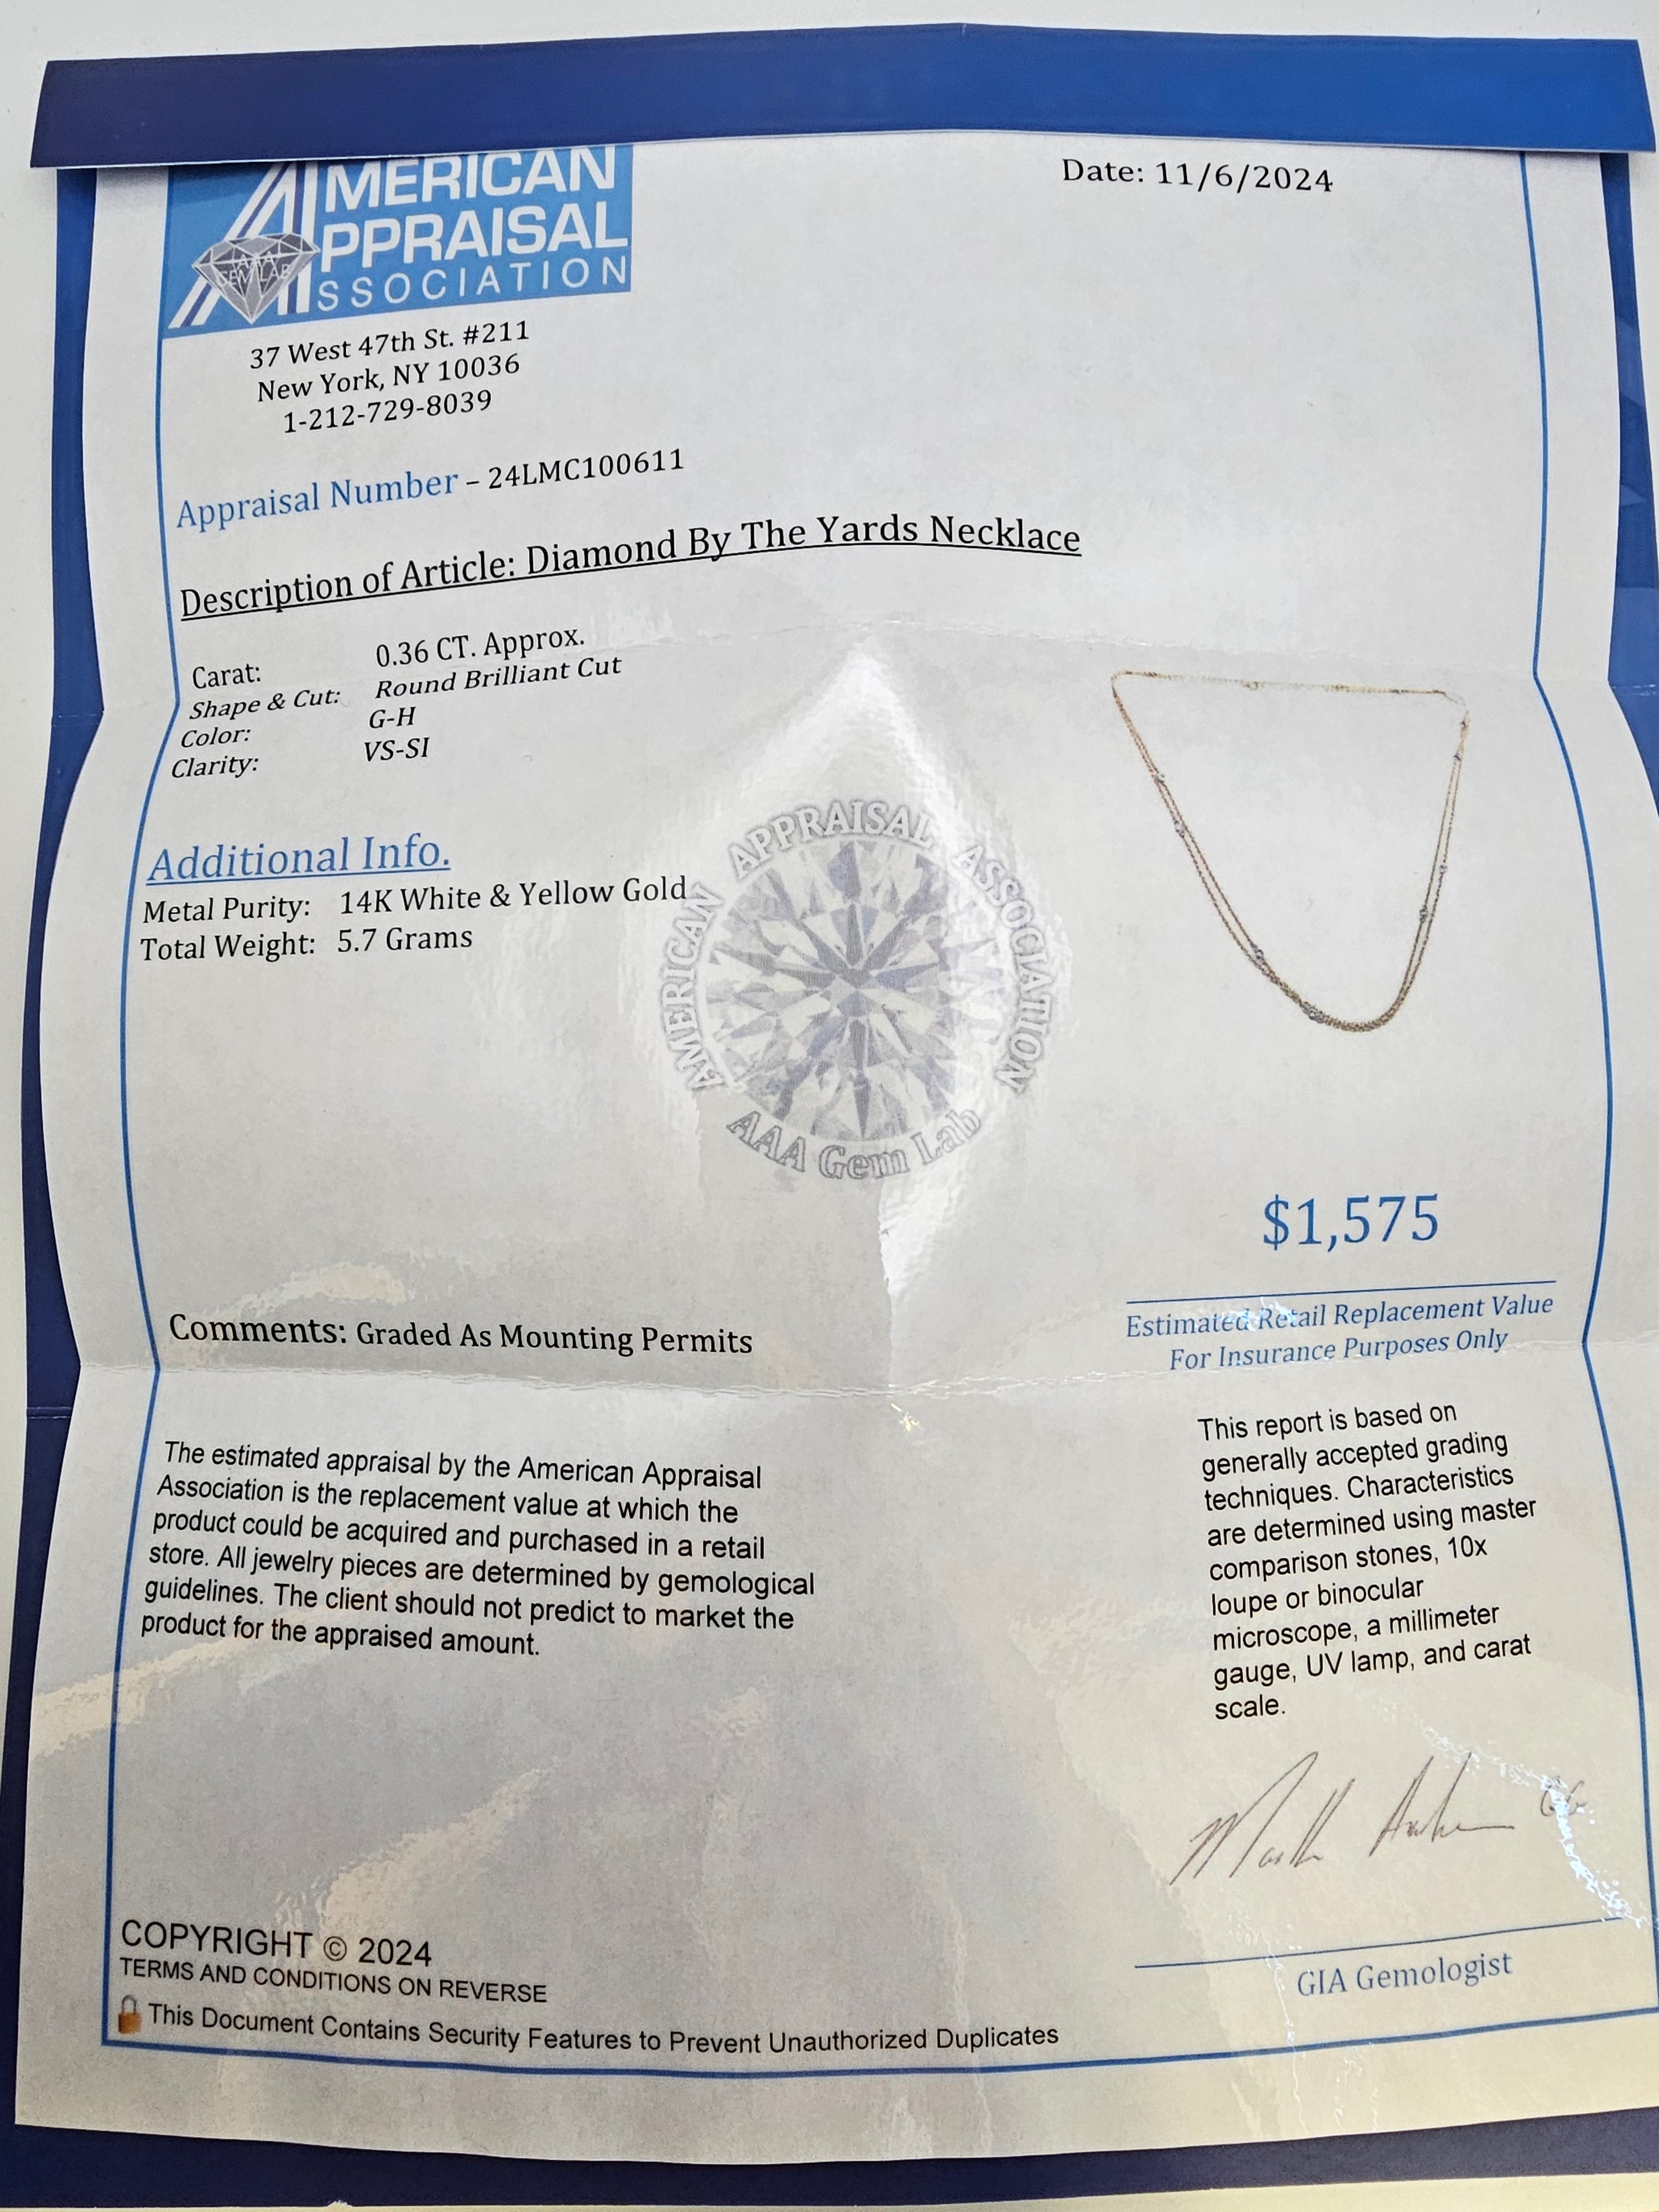 AMERICAN
APPRAISAL
ASSOCIATION
AAA
GEM LAB
Date: 11/6/2024
37 West 47th St. #211
New York, NY 10036
1-212-729-8039
Appraisal Number – 24LMC100611
Description of Article: Diamond By The Yards Necklace
Carat: 0.36 CT. Approx.
Shape & Cut: Round Brilliant Cut
Color: G-H
Clarity: VS-SI
Additional Info.
Metal Purity: 14K White & Yellow Gold
Total Weight: 5.7 Grams
AMERICAN APPRAISAL ASSOCIATION
AAA Gem Lab
$1,575
Estimated Retail Replacement Value
For Insurance Purposes Only
Comments: Graded As Mounting Permits
The estimated appraisal by the American Appraisal
Association is the replacement value at which the
product could be acquired and purchased in a retail
store. All jewelry pieces are determined by gemological
guidelines. The client should not predict to market the
product for the appraised amount.
This report is based on
generally accepted grading
techniques. Characteristics
are determined using master
comparison stones, 10x
loupe or binocular
microscope, a millimeter
gauge, UV lamp, and carat
scale.
GIA Gemologist
COPYRIGHT © 2024
TERMS AND CONDITIONS ON REVERSE
This Document Contains Security Features to Prevent Unauthorized Duplicates